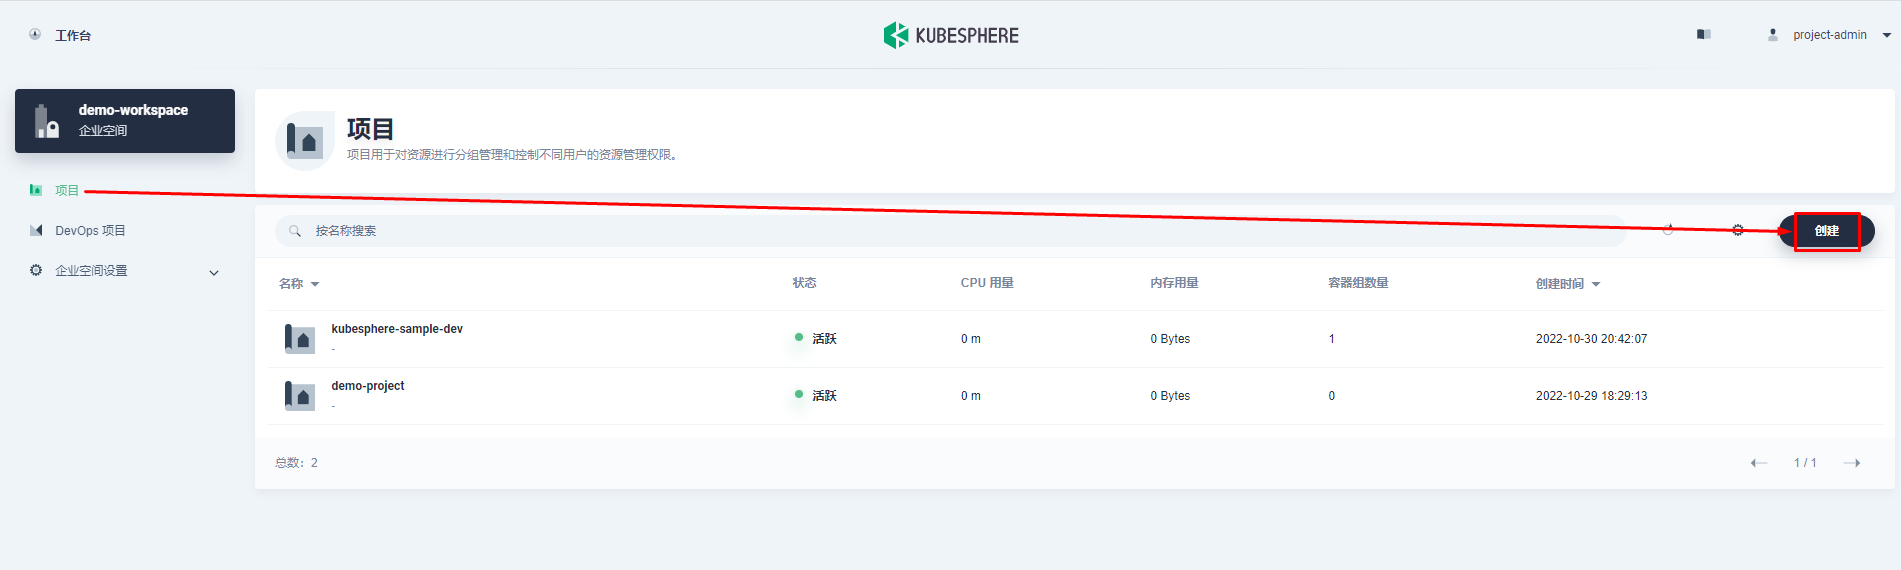 工作台
KUBESPHERE
project-admin
demo-workspace
企业空间
项目
DevOps 项目
企业空间设置
项目
项目用于对资源进行分组管理和控制不同用户的资源管理权限。
按名称搜索
创建
名称 状态 CPU 用量 内存用量 容器组数量 创建时间
kubesphere-sample-dev
-
活跃 0 m 0 Bytes 1 2022-10-30 20:42:07
demo-project
-
活跃 0 m 0 Bytes 0 2022-10-29 18:29:13
总数：2
1 / 1